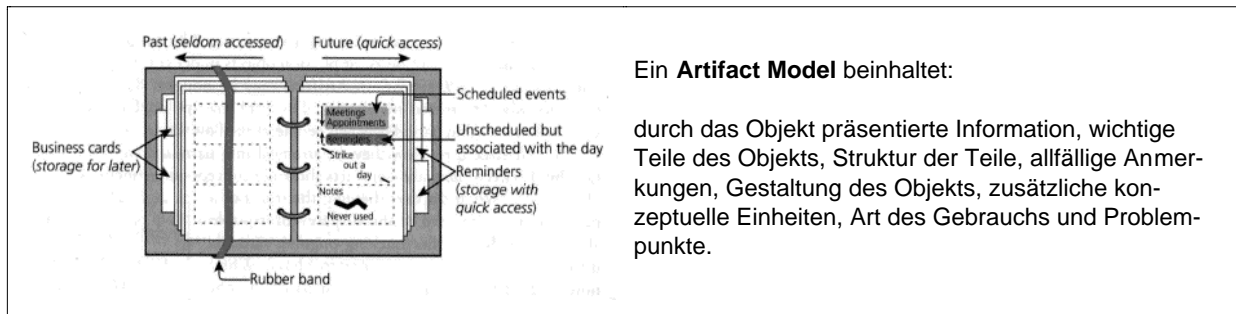 Past (seldom accessed) Future (quick access)
Scheduled events
Meetings
Appointments
Unscheduled but
associated with the day
Reminders
Strike
out a
day
Business cards
(storage for later)
Reminders
(storage with
quick access)
Notes
Never used
Rubber band
Ein Artifact Model beinhaltet:
durch das Objekt präsentierte Information, wichtige
Teile des Objekts, Struktur der Teile, allfällige Anmer-
kungen, Gestaltung des Objekts, zusätzliche kon-
zeptuelle Einheiten, Art des Gebrauchs und Problem-
punkte.